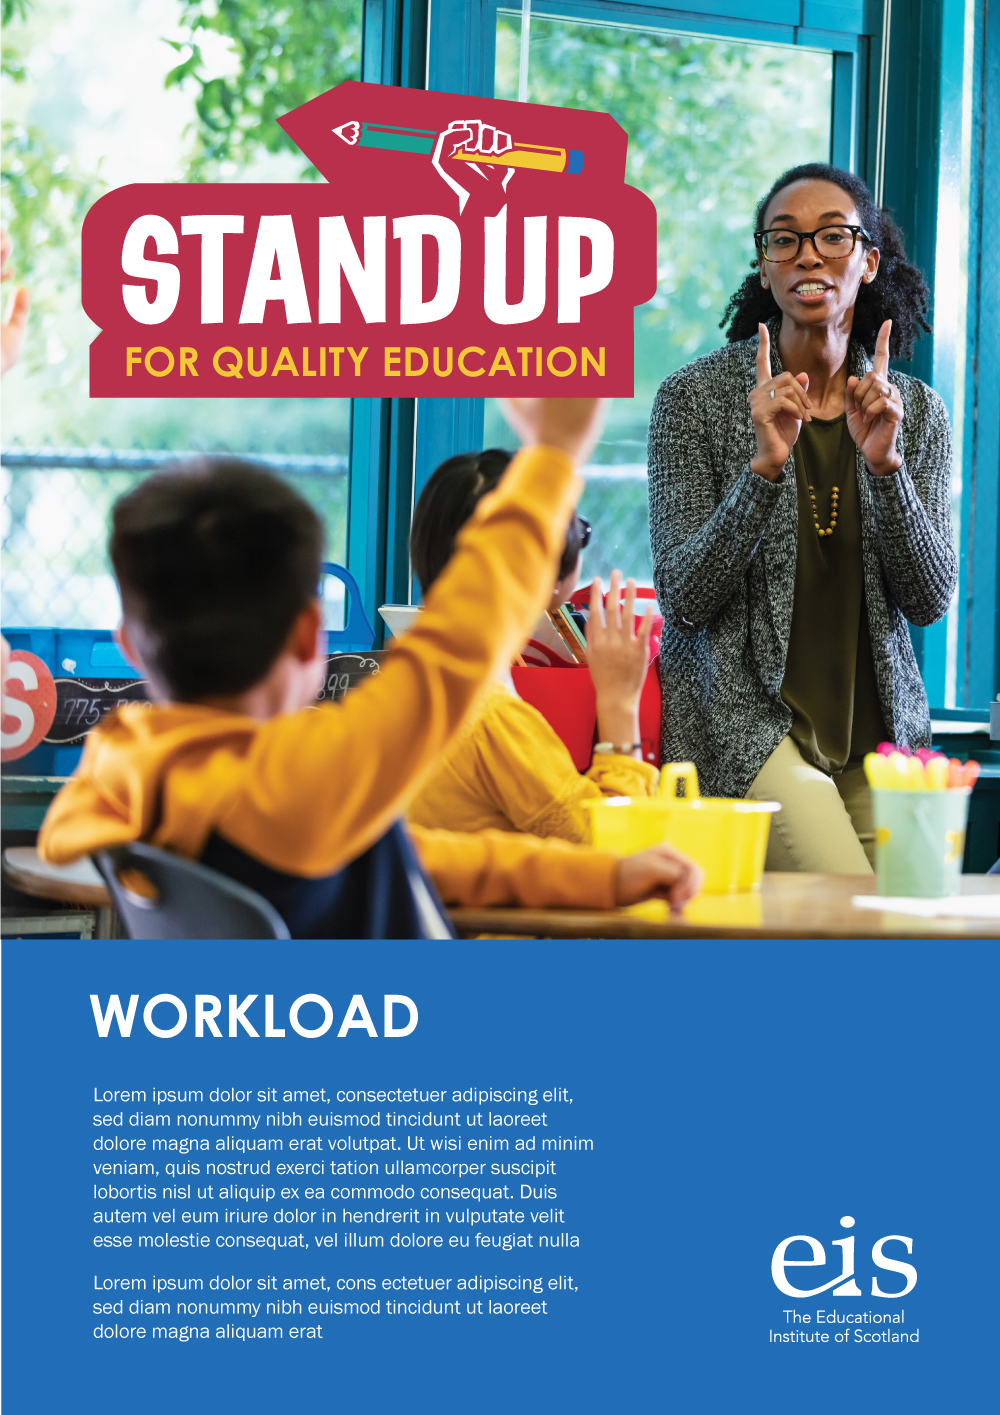 STAND UP
FOR QUALITY EDUCATION
S
775-
899
WORKLOAD
Lorem ipsum dolor sit amet, consectetuer adipiscing elit,
sed diam nonummy nibh euismod tincidunt ut laoreet
dolore magna aliquam erat volutpat. Ut wisi enim ad minim
veniam, quis nostrud exerci tation ullamcorper suscipit
lobortis nisl ut aliquip ex ea commodo consequat. Duis
autem vel eum iriure dolor in hendrerit in vulputate velit
esse molestie consequat, vel illum dolore eu feugiat nulla
Lorem ipsum dolor sit amet, cons ectetuer adipiscing elit,
sed diam nonummy nibh euismod tincidunt ut laoreet
dolore magna aliquam erat
eis
The Educational
Institute of Scotland